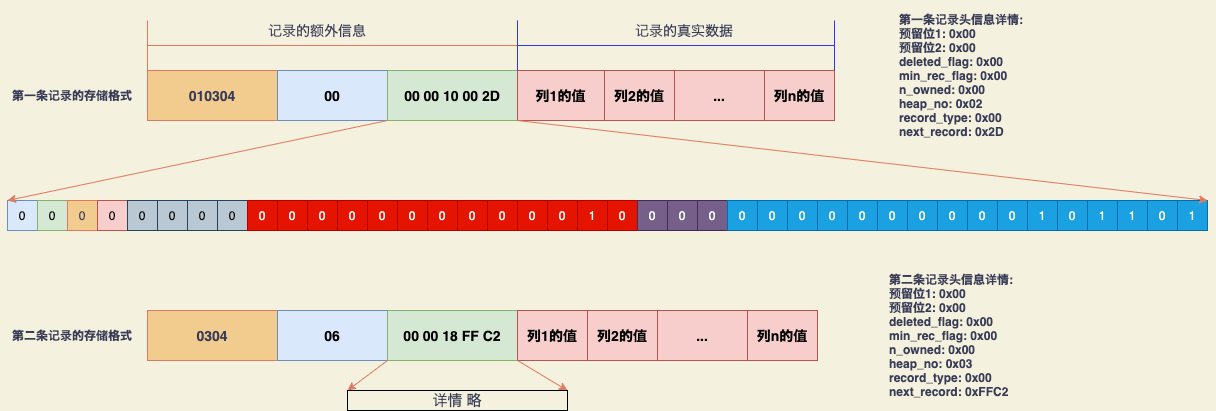 记录的额外信息 记录的真实数据
第一条记录的存储格式 010304 00 00 00 10 00 2D 列1的值 列2的值 ... 列n的值
第一条记录头信息详情:
预留位1: 0x00
预留位2: 0x00
deleted_flag: 0x00
min_rec_flag: 0x00
n_owned: 0x00
heap_no: 0x02
record_type: 0x00
next_record: 0x2D
0 0 0 0 0 0 0 0 0 0 0 0 0 0 0 0 0 0 0 1 0 0 0 0 0 0 0 0 0 0 0 0 0 0 1 0 1 1 0 1
第二条记录的存储格式 0304 06 00 00 18 FF C2 列1的值 列2的值 ... 列n的值
详情 略
第二条记录头信息详情:
预留位1: 0x00
预留位2: 0x00
deleted_flag: 0x00
min_rec_flag: 0x00
n_owned: 0x00
heap_no: 0x03
record_type: 0x00
next_record: 0xFFC2